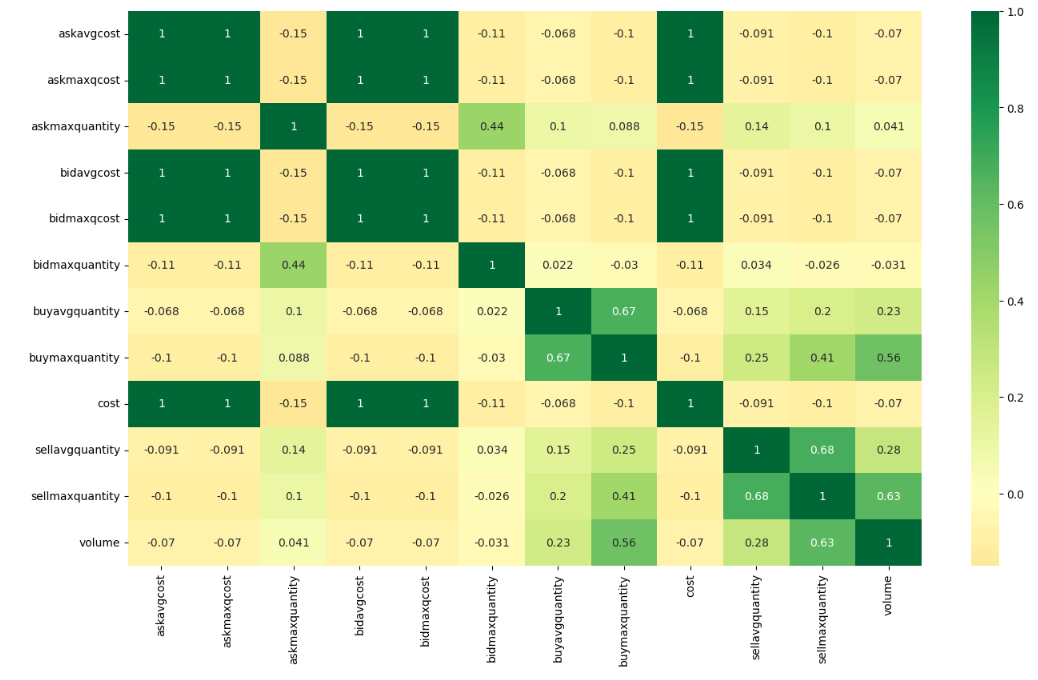 askavgcost 1 1 -0.15 1 1 -0.11 -0.068 -0.1 1 -0.091 -0.1 -0.07
askmaxqcost 1 1 -0.15 1 1 -0.11 -0.068 -0.1 1 -0.091 -0.1 -0.07
askmaxquantity -0.15 -0.15 1 -0.15 -0.15 0.44 0.1 0.088 -0.15 0.14 0.1 0.041
bidavgcost 1 1 -0.15 1 1 -0.11 -0.068 -0.1 1 -0.091 -0.1 -0.07
bidmaxqcost 1 1 -0.15 1 1 -0.11 -0.068 -0.1 1 -0.091 -0.1 -0.07
bidmaxquantity -0.11 -0.11 0.44 -0.11 -0.11 1 0.022 -0.03 -0.11 0.034 -0.026 -0.031
buyavgquantity -0.068 -0.068 0.1 -0.068 -0.068 0.022 1 0.67 -0.068 0.15 0.2 0.23
buymaxquantity -0.1 -0.1 0.088 -0.1 -0.1 -0.03 0.67 1 -0.1 0.25 0.41 0.56
cost 1 1 -0.15 1 1 -0.11 -0.068 -0.1 1 -0.091 -0.1 -0.07
sellavgquantity -0.091 -0.091 0.14 -0.091 -0.091 0.034 0.15 0.25 -0.091 1 0.68 0.28
sellmaxquantity -0.1 -0.1 0.1 -0.1 -0.1 -0.026 0.2 0.41 -0.1 0.68 1 0.63
volume -0.07 -0.07 0.041 -0.07 -0.07 -0.031 0.23 0.56 -0.07 0.28 0.63 1
askavgcost
askmaxqcost
askmaxquantity
bidavgcost
bidmaxqcost
bidmaxquantity
buyavgquantity
buymaxquantity
cost
sellavgquantity
sellmaxquantity
volume
1.0
0.8
0.6
0.4
0.2
0.0